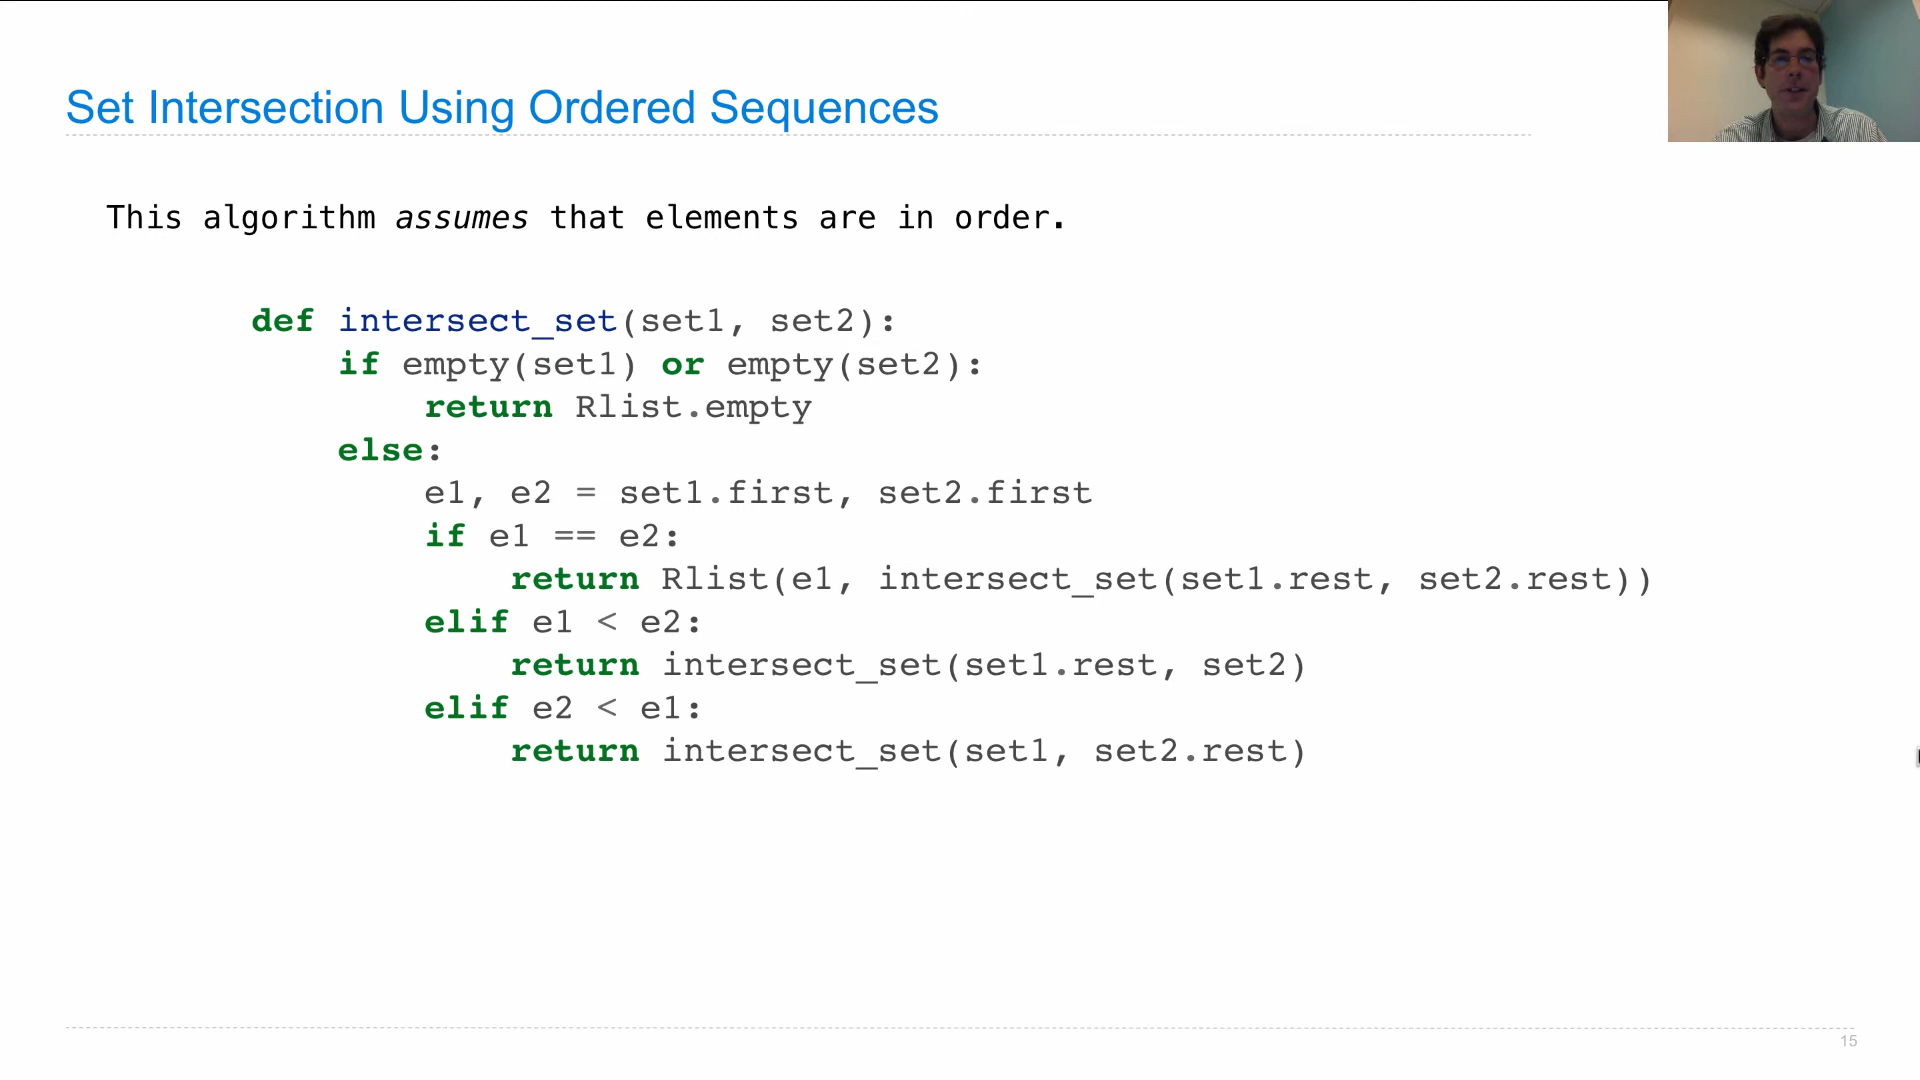 Set Intersection Using Ordered Sequences
This algorithm assumes that elements are in order.
def intersect_set(set1, set2):
    if empty(set1) or empty(set2):
        return Rlist.empty
    else:
        e1, e2 = set1.first, set2.first
        if e1 == e2:
            return Rlist(e1, intersect_set(set1.rest, set2.rest))
        elif e1 < e2:
            return intersect_set(set1.rest, set2)
        elif e2 < e1:
            return intersect_set(set1, set2.rest)
15